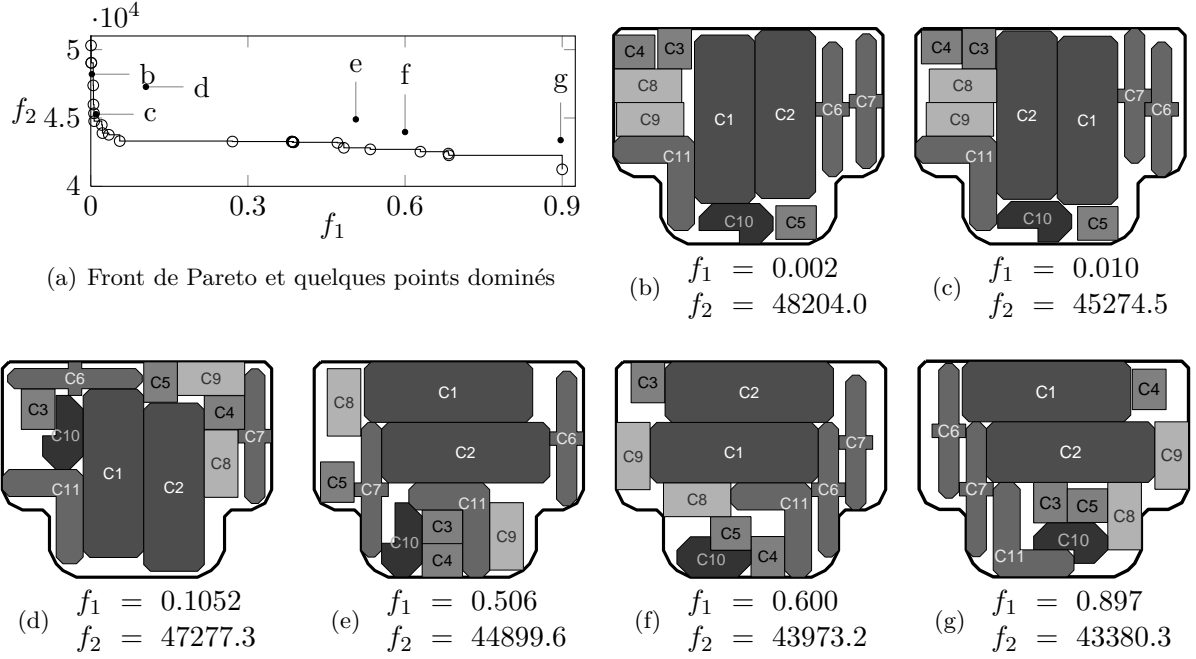 ·10⁴
5
4.5
4
f₂
b
d
c
e
f
g
0
0.3
0.6
0.9
f₁
(a) Front de Pareto et quelques points dominés
C4
C3
C8
C9
C1
C2
C6
C7
C11
C10
C5
(b) f₁ = 0.002
f₂ = 48204.0
C4
C3
C8
C9
C2
C1
C7
C6
C11
C10
C5
(c) f₁ = 0.010
f₂ = 45274.5
C6
C5
C9
C3
C4
C10
C7
C8
C1
C2
C11
(d) f₁ = 0.1052
f₂ = 47277.3
C1
C8
C6
C2
C5
C7
C11
C3
C9
C10
C4
(e) f₁ = 0.506
f₂ = 44899.6
C3
C2
C7
C9
C1
C8
C11
C6
C5
C10
C4
(f) f₁ = 0.600
f₂ = 43973.2
C1
C4
C6
C2
C9
C7
C3
C5
C8
C10
C11
(g) f₁ = 0.897
f₂ = 43380.3